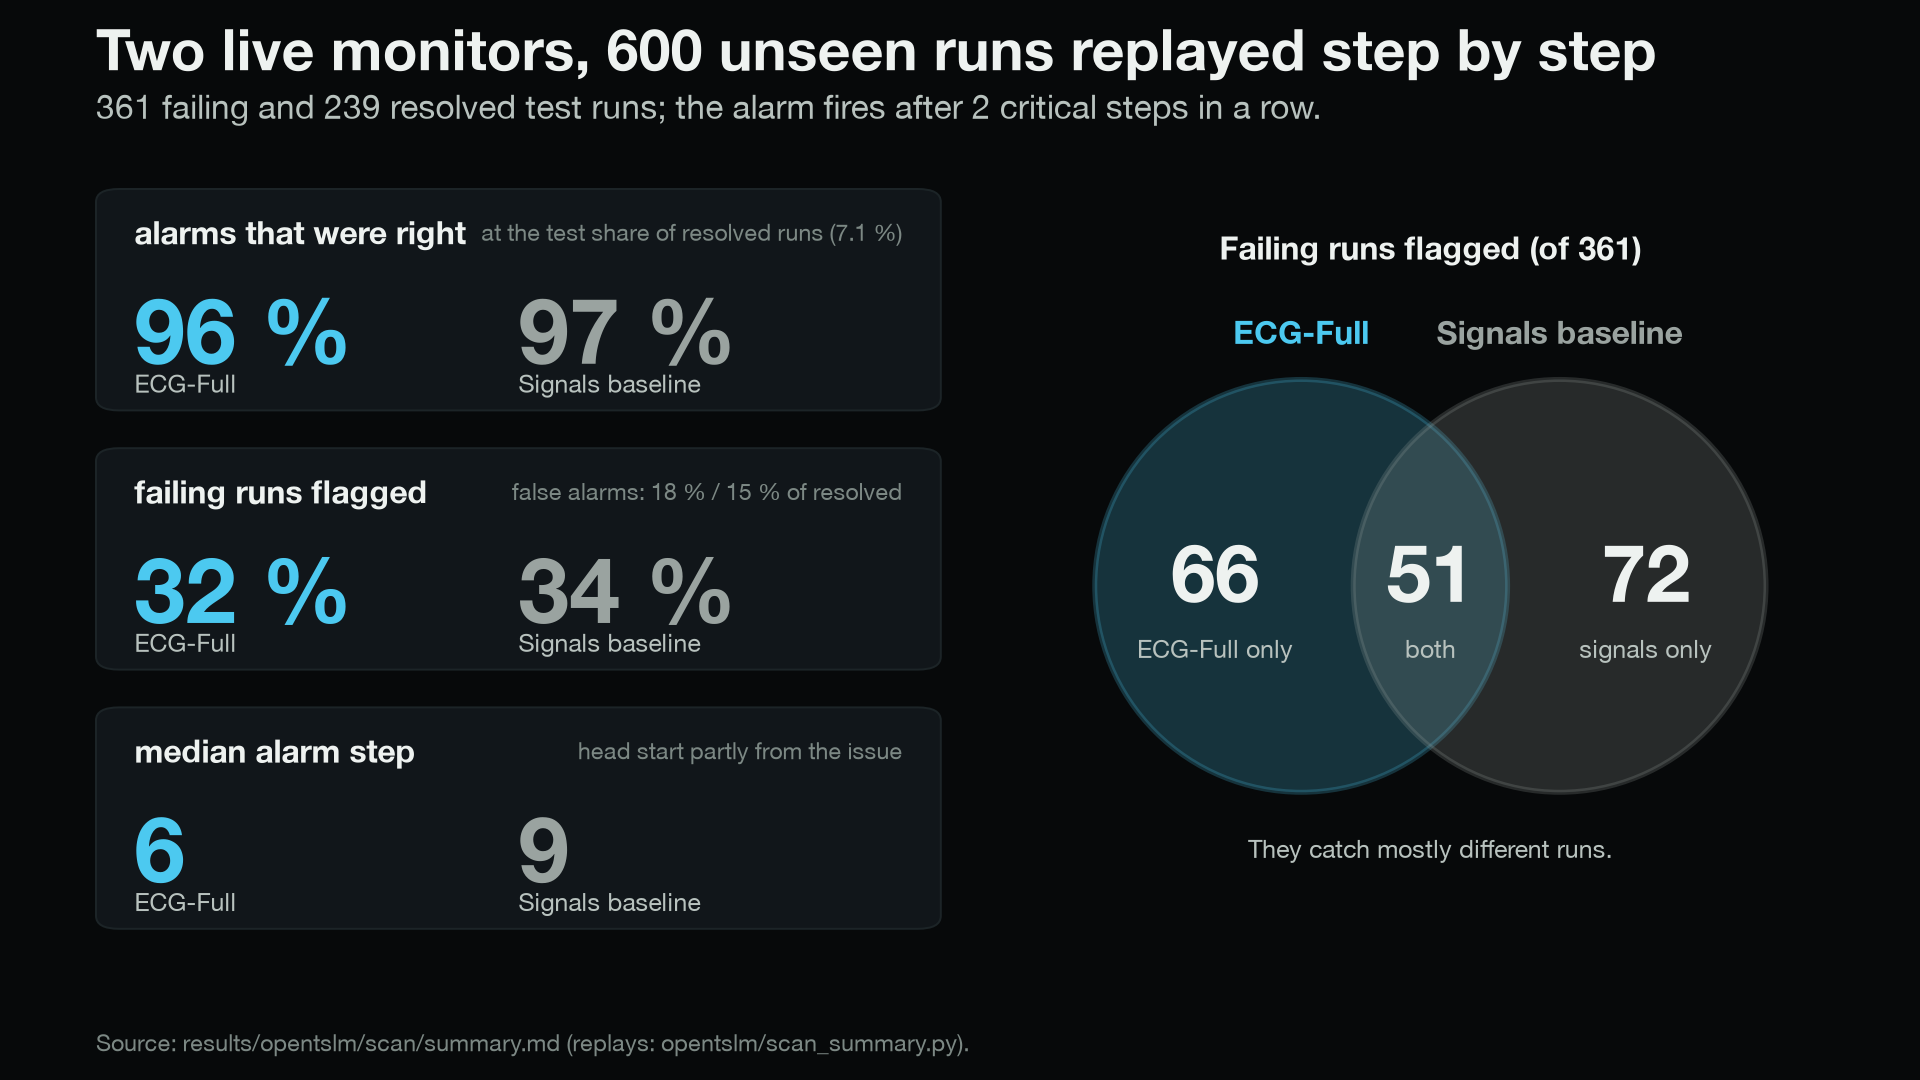 Two live monitors, 600 unseen runs replayed step by step
361 failing and 239 resolved test runs; the alarm fires after 2 critical steps in a row.
alarms that were right at the test share of resolved runs (7.1 %)
96 % 97 %
ECG-Full Signals baseline
failing runs flagged false alarms: 18 % / 15 % of resolved
32 % 34 %
ECG-Full Signals baseline
median alarm step head start partly from the issue
6 9
ECG-Full Signals baseline
Failing runs flagged (of 361)
ECG-Full Signals baseline
66 51 72
ECG-Full only both signals only
They catch mostly different runs.
Source: results/opentslm/scan/summary.md (replays: opentslm/scan_summary.py).